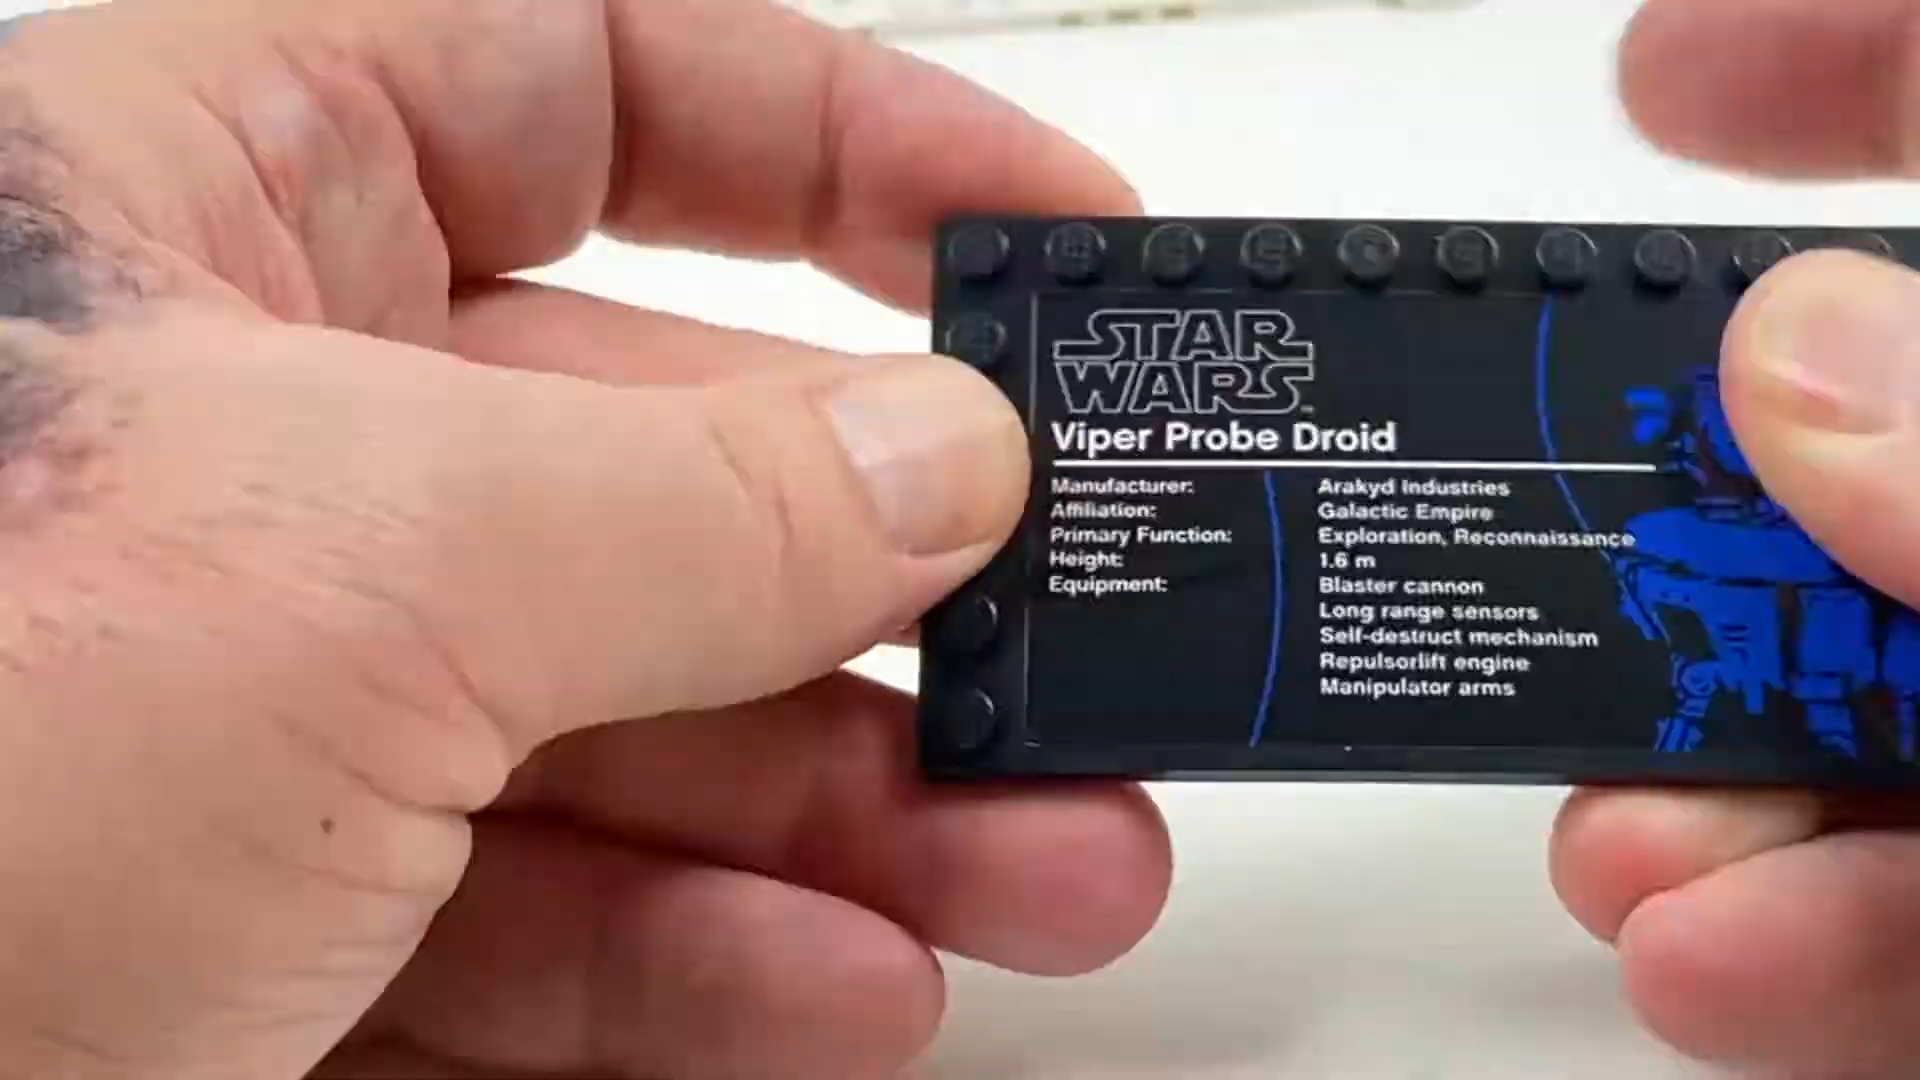 STAR
WARS
Viper Probe Droid
Manufacturer: Arakyd Industries
Affiliation: Galactic Empire
Primary Function: Exploration, Reconnaissance
Height: 1.6 m
Equipment: Blaster cannon
Long range sensors
Self-destruct mechanism
Repulsorlift engine
Manipulator arms